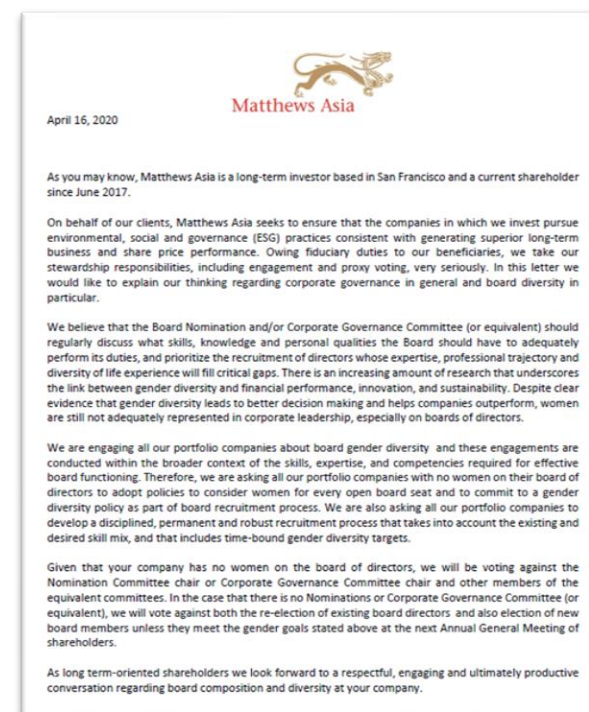 Matthews Asia
April 16, 2020
As you may know, Matthews Asia is a long-term investor based in San Francisco and a current shareholder
since June 2017.
On behalf of our clients, Matthews Asia seeks to ensure that the companies in which we invest pursue
environmental, social and governance (ESG) practices consistent with generating superior long-term
business and share price performance. Owing fiduciary duties to our beneficiaries, we take our
stewardship responsibilities, including engagement and proxy voting, very seriously. In this letter we
would like to explain our thinking regarding corporate governance in general and board diversity in
particular.
We believe that the Board Nomination and/or Corporate Governance Committee (or equivalent) should
regularly discuss what skills, knowledge and personal qualities the Board should have to adequately
perform its duties, and prioritize the recruitment of directors whose expertise, professional trajectory and
diversity of life experience will fill critical gaps. There is an increasing amount of research that underscores
the link between gender diversity and financial performance, innovation, and sustainability. Despite clear
evidence that gender diversity leads to better decision making and helps companies outperform, women
are still not adequately represented in corporate leadership, especially on boards of directors.
We are engaging all our portfolio companies about board gender diversity and these engagements are
conducted within the broader context of the skills, expertise, and competencies required for effective
board functioning. Therefore, we are asking all our portfolio companies with no women on their board of
directors to adopt policies to consider women for every open board seat and to commit to a gender
diversity policy as part of board recruitment process. We are also asking all our portfolio companies to
develop a disciplined, permanent and robust recruitment process that takes into account the existing and
desired skill mix, and that includes time-bound gender diversity targets.
Given that your company has no women on the board of directors, we will be voting against the
Nomination Committee chair or Corporate Governance Committee chair and other members of the
equivalent committees. In the case that there is no Nominations or Corporate Governance Committee (or
equivalent), we will vote against both the re-election of existing board directors and also election of new
board members unless they meet the gender goals stated above at the next Annual General Meeting of
shareholders.
As long term-oriented shareholders we look forward to a respectful, engaging and ultimately productive
conversation regarding board composition and diversity at your company.